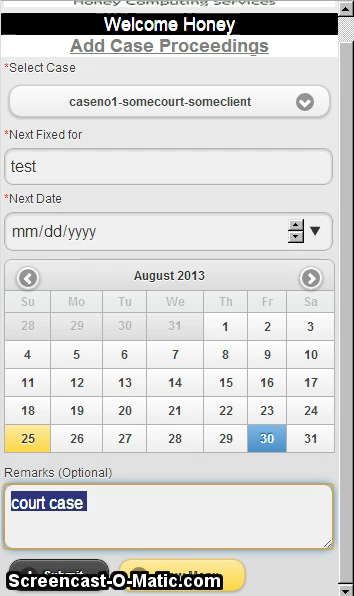 Honey Computing Services
Welcome Honey
Add Case Proceedings
*Select Case
caseno1-somecourt-someclient
*Next Fixed for
test
*Next Date
mm/dd/yyyy
August 2013
Su Mo Tu We Th Fr Sa
28 29 30 31 1 2 3
4 5 6 7 8 9 10
11 12 13 14 15 16 17
18 19 20 21 22 23 24
25 26 27 28 29 30 31
Remarks (Optional)
court case
Submit
Screencast-O-Matic.com